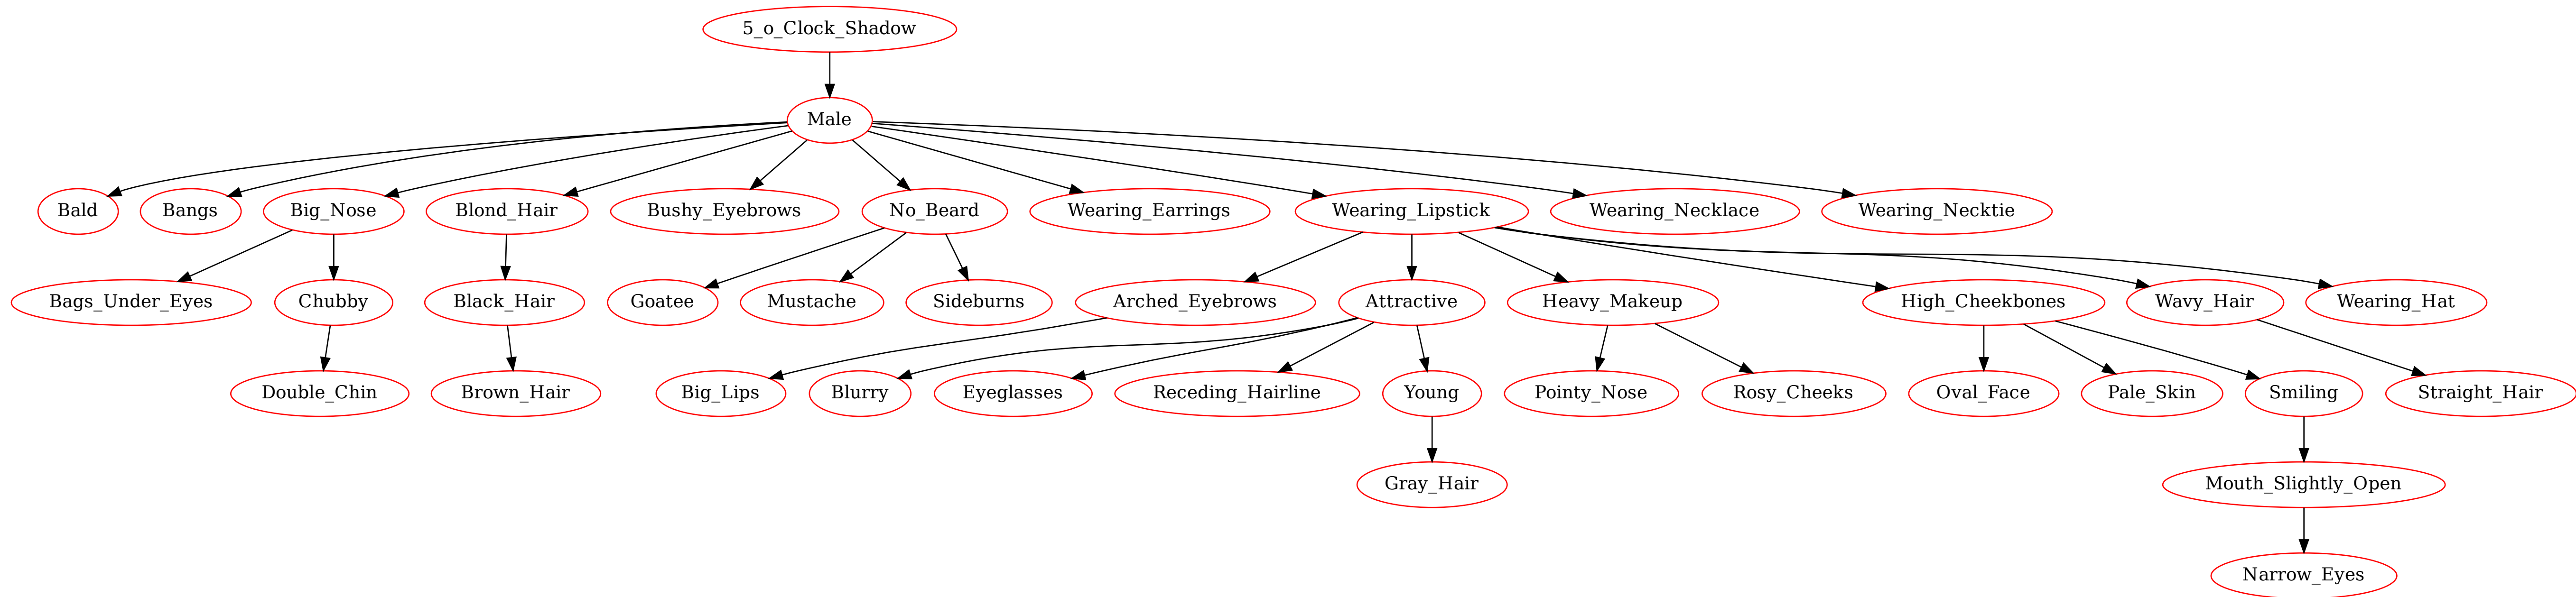 5_o_Clock_Shadow
Male
Bald
Bangs
Big_Nose
Blond_Hair
Bushy_Eyebrows
No_Beard
Wearing_Earrings
Wearing_Lipstick
Wearing_Necklace
Wearing_Necktie
Bags_Under_Eyes
Chubby
Black_Hair
Goatee
Mustache
Sideburns
Arched_Eyebrows
Attractive
Heavy_Makeup
High_Cheekbones
Wavy_Hair
Wearing_Hat
Double_Chin
Brown_Hair
Big_Lips
Blurry
Eyeglasses
Receding_Hairline
Young
Pointy_Nose
Rosy_Cheeks
Oval_Face
Pale_Skin
Smiling
Straight_Hair
Gray_Hair
Mouth_Slightly_Open
Narrow_Eyes